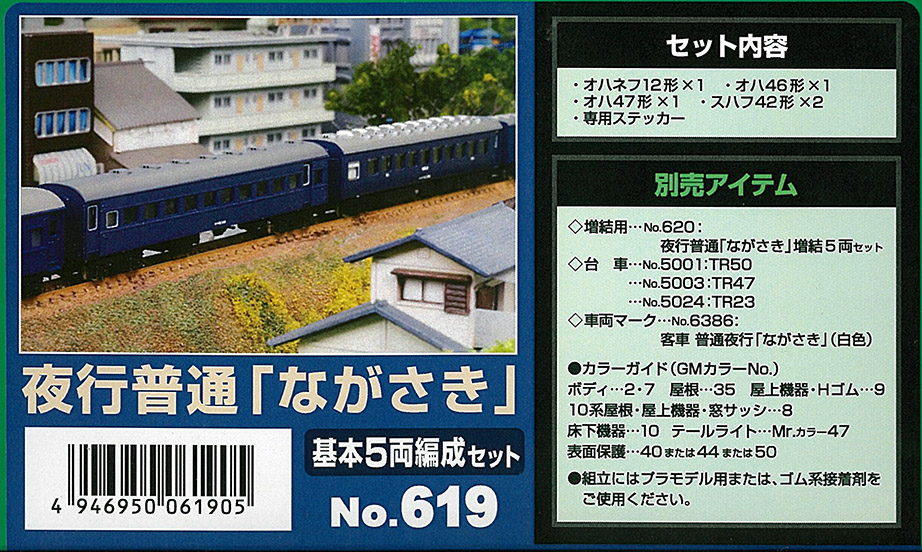 夜行普通「ながさき」
基本5両編成セット
No.619
4 946950 061905
セット内容
・オハネフ12形×1 ・オハ46形×1
・オハ47形×1 ・スハフ42形×2
・専用ステッカー
別売アイテム
◇増結用…No.620:
夜行普通「ながさき」増結5両セット
◇台 車…No.5001:TR50
…No.5003:TR47
…No.5024:TR23
◇車両マーク…No.6386:
客車 普通夜行「ながさき」(白色)
●カラーガイド(GMカラーNo.)
ボディ…2・7 屋根…35 屋上機器・Hゴム…9
10系屋根・屋上機器・窓サッシ…8
床下機器…10 テールライト…Mr.カラー47
表面保護…40または44または50
●組立にはプラモデル用または、ゴム系接着剤を
ご使用ください。